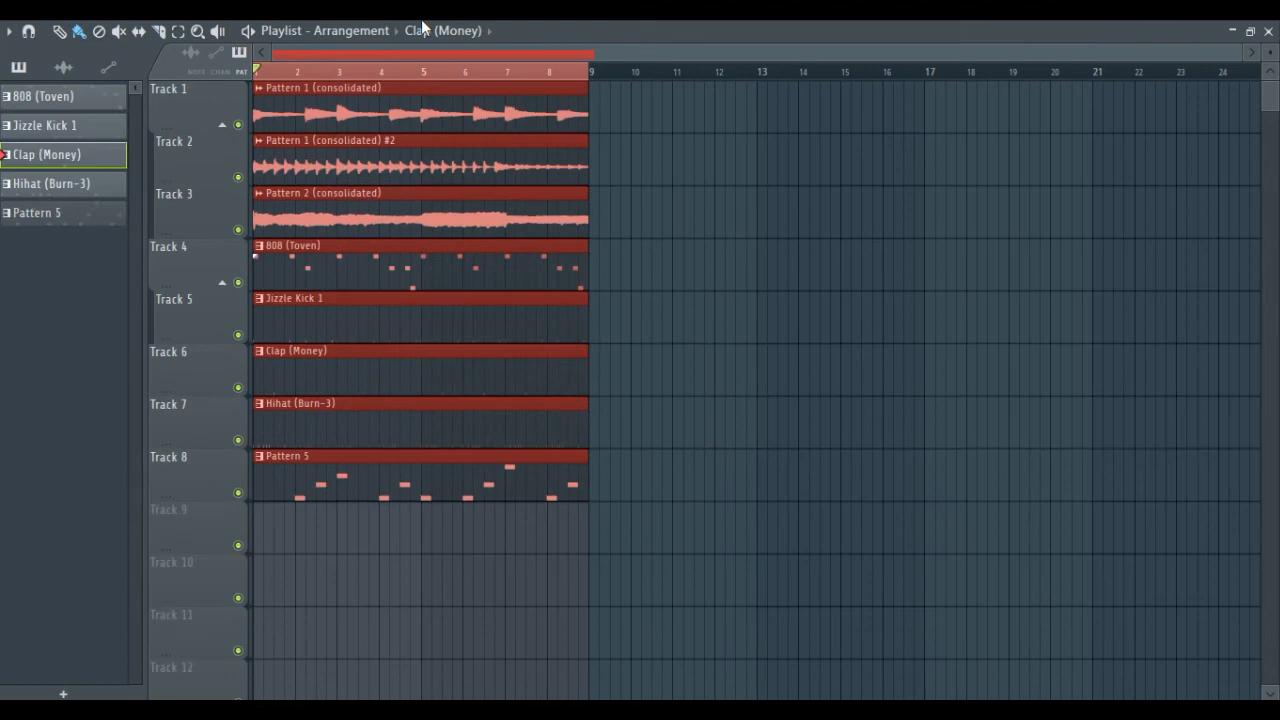 Playlist - Arrangement › Clap (Money) ›
NOTE CHAN PAT
2 3 4 5 6 7 8 9 10 11 12 13 14 15 16 17 18 19 20 21 22 23 24
808 (Toven)
Jizzle Kick 1
Clap (Money)
Hihat (Burn-3)
Pattern 5
Track 1
Pattern 1 (consolidated)
Track 2
Pattern 1 (consolidated) #2
Track 3
Pattern 2 (consolidated)
Track 4
808 (Toven)
Track 5
Jizzle Kick 1
Track 6
Clap (Money)
Track 7
Hihat (Burn-3)
Track 8
Pattern 5
Track 9
Track 10
Track 11
Track 12